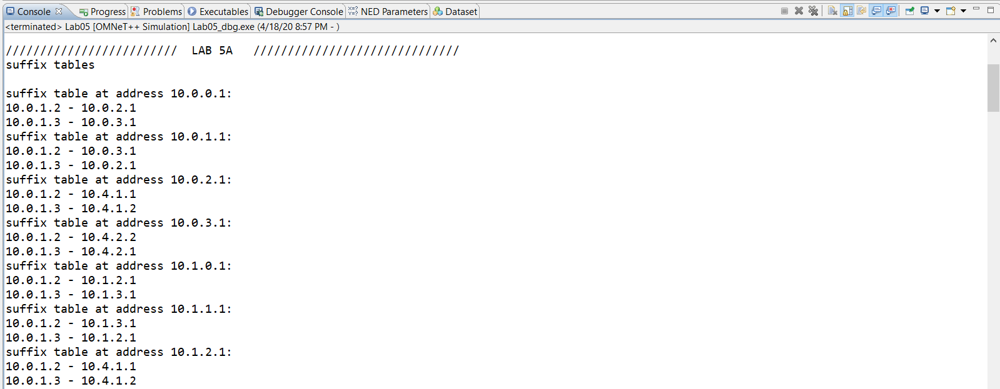 Console Progress Problems Executables Debugger Console NED Parameters Dataset
<terminated> Lab05 [OMNeT++ Simulation] Lab05_dbg.exe (4/18/20 8:57 PM - )
/////////////////////////  LAB 5A   //////////////////////////////
suffix tables
suffix table at address 10.0.0.1:
10.0.1.2 - 10.0.2.1
10.0.1.3 - 10.0.3.1
suffix table at address 10.0.1.1:
10.0.1.2 - 10.0.3.1
10.0.1.3 - 10.0.2.1
suffix table at address 10.0.2.1:
10.0.1.2 - 10.4.1.1
10.0.1.3 - 10.4.1.2
suffix table at address 10.0.3.1:
10.0.1.2 - 10.4.2.2
10.0.1.3 - 10.4.2.1
suffix table at address 10.1.0.1:
10.0.1.2 - 10.1.2.1
10.0.1.3 - 10.1.3.1
suffix table at address 10.1.1.1:
10.0.1.2 - 10.1.3.1
10.0.1.3 - 10.1.2.1
suffix table at address 10.1.2.1:
10.0.1.2 - 10.4.1.1
10.0.1.3 - 10.4.1.2